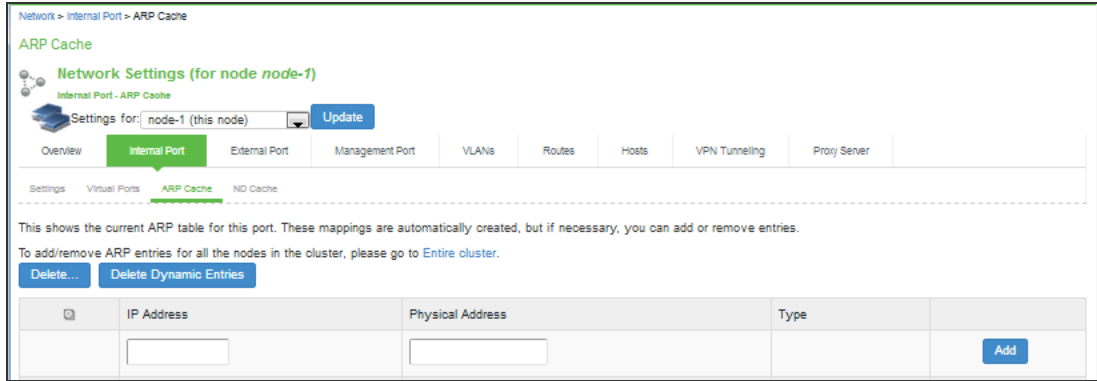 Network > Internal Port > ARP Cache
ARP Cache
Network Settings (for node node-1)
Internal Port - ARP Cache
Settings for: node-1 (this node) Update
Overview Internal Port External Port Management Port VLANs Routes Hosts VPN Tunneling Proxy Server
Settings Virtual Ports ARP Cache ND Cache
This shows the current ARP table for this port. These mappings are automatically created, but if necessary, you can add or remove entries.
To add/remove ARP entries for all the nodes in the cluster, please go to Entire cluster.
Delete... Delete Dynamic Entries
IP Address Physical Address Type
Add